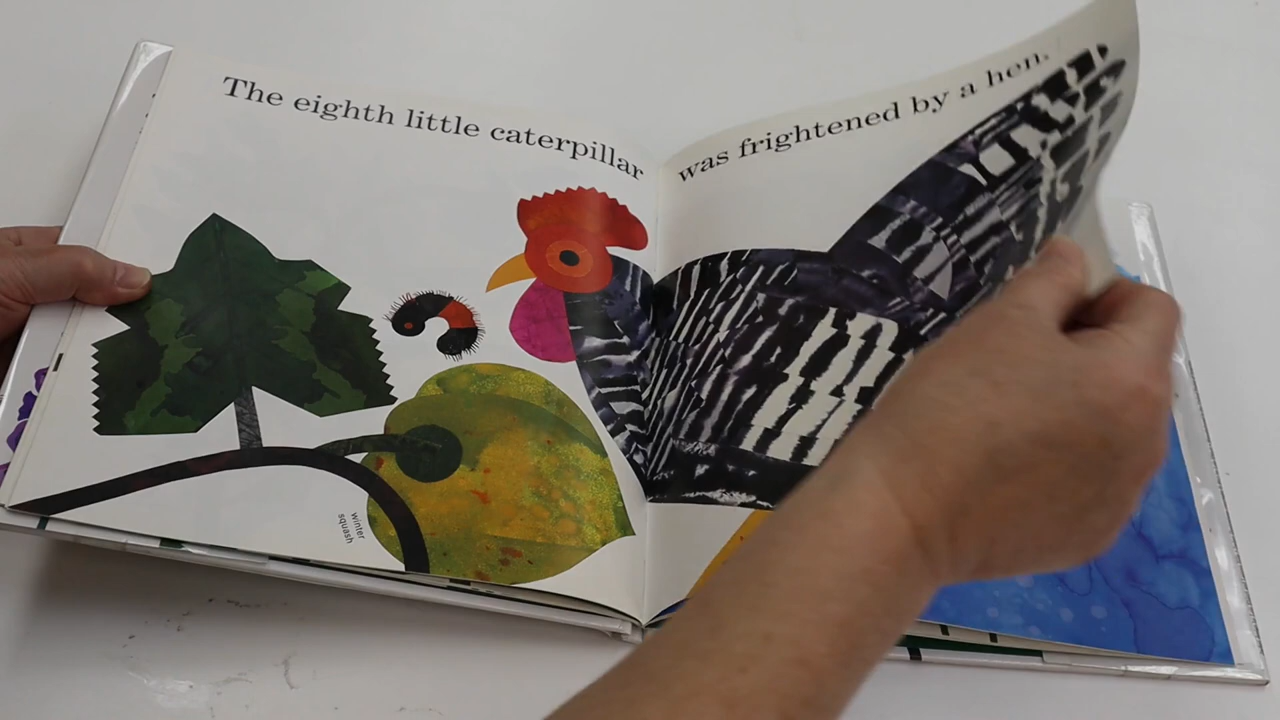 The eighth little caterpillar
was frightened by a hen.
winter
squash